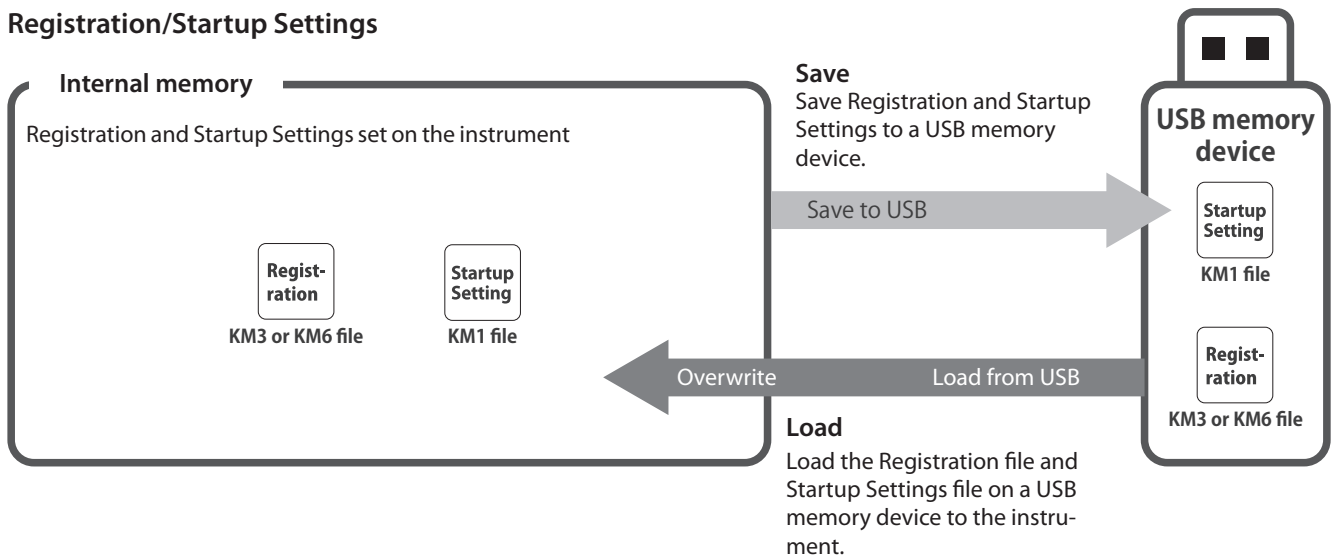 Registration/Startup Settings
Internal memory
Registration and Startup Settings set on the instrument
Regist-
ration
KM3 or KM6 file
Startup
Setting
KM1 file
Save
Save Registration and Startup
Settings to a USB memory
device.
Save to USB
Overwrite
Load from USB
Load
Load the Registration file and
Startup Settings file on a USB
memory device to the instru-
ment.
USB memory
device
Startup
Setting
KM1 file
Regist-
ration
KM3 or KM6 file